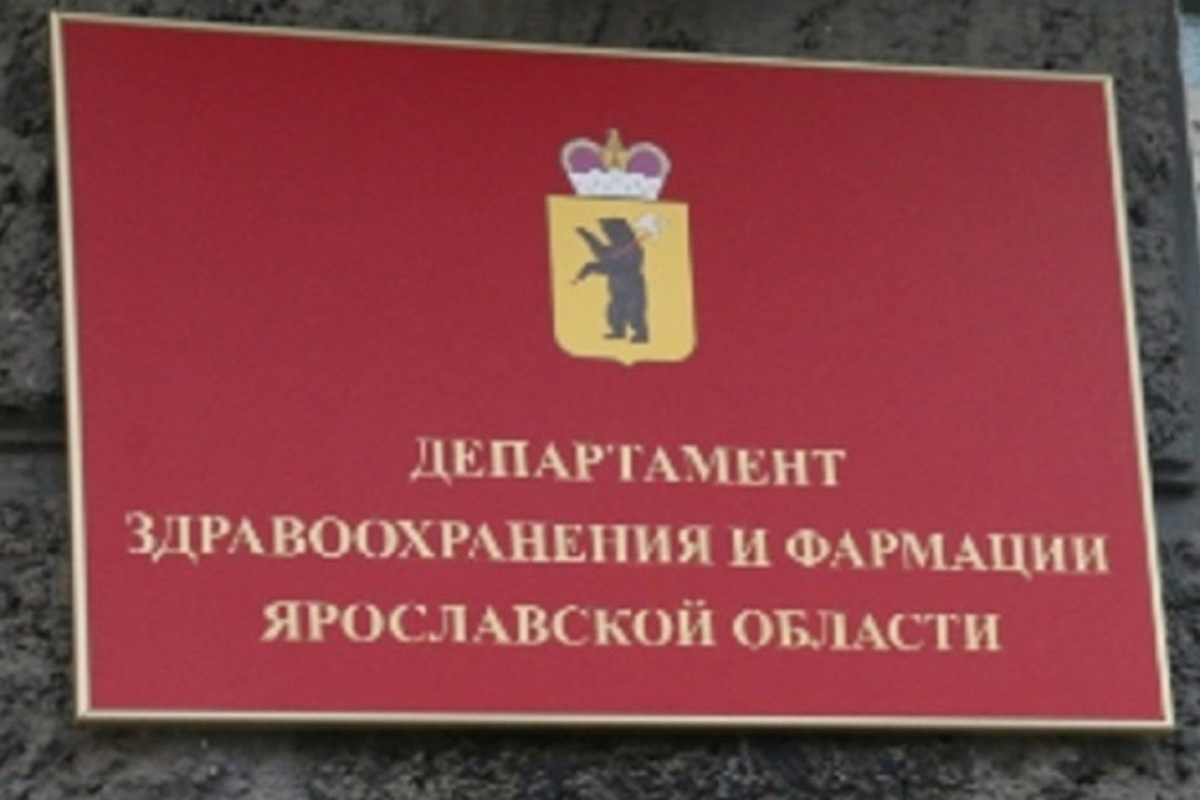 ДЕПАРТАМЕНТ
ЗДРАВООХРАНЕНИЯ И ФАРМАЦИИ
ЯРОСЛАВСКОЙ ОБЛАСТИ